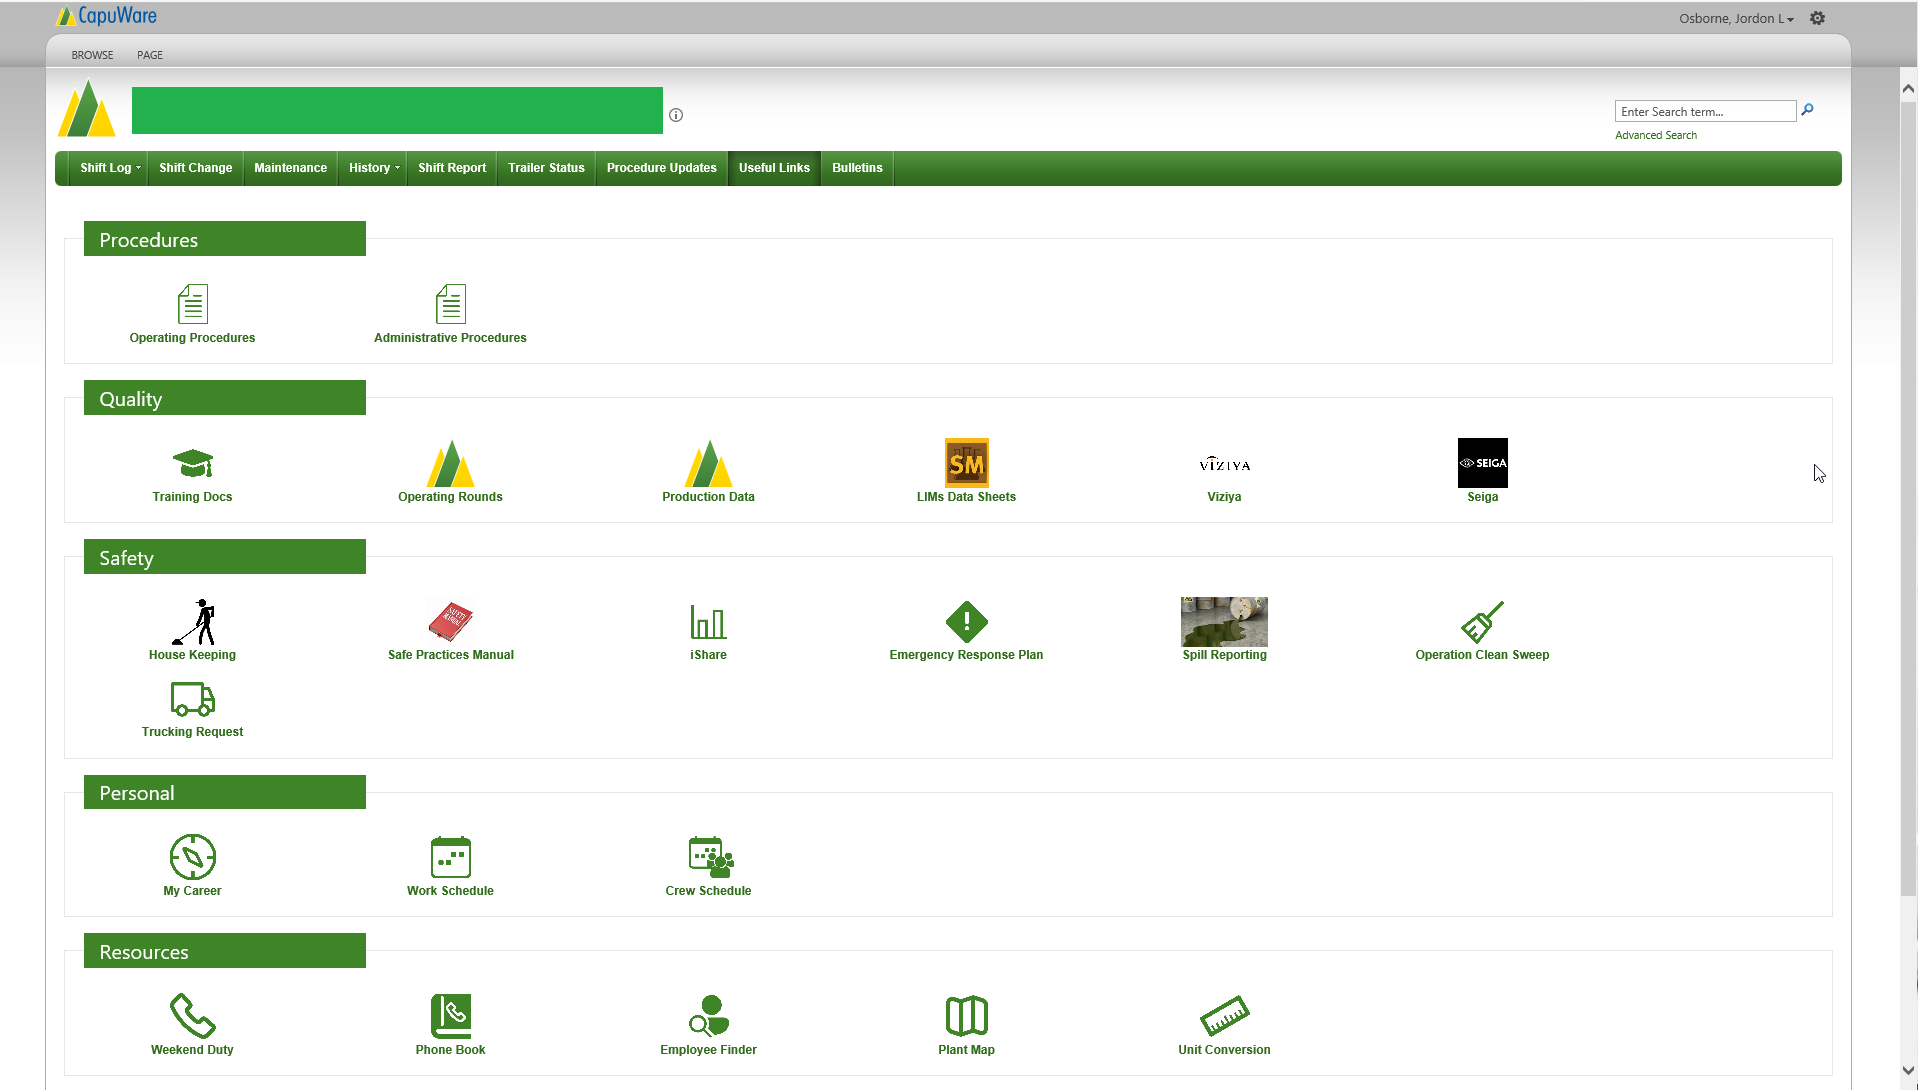 CapuWare
Osborne, Jordon L
BROWSE PAGE
Enter Search term...
Advanced Search
Shift Log Shift Change Maintenance History Shift Report Trailer Status Procedure Updates Useful Links Bulletins
Procedures
Operating Procedures Administrative Procedures
Quality
SM VIZIYA SEIGA
Training Docs Operating Rounds Production Data LIMs Data Sheets Viziya Seiga
Safety
SAFETY MANUAL
House Keeping Safe Practices Manual iShare Emergency Response Plan Spill Reporting Operation Clean Sweep
Trucking Request
Personal
My Career Work Schedule Crew Schedule
Resources
Weekend Duty Phone Book Employee Finder Plant Map Unit Conversion